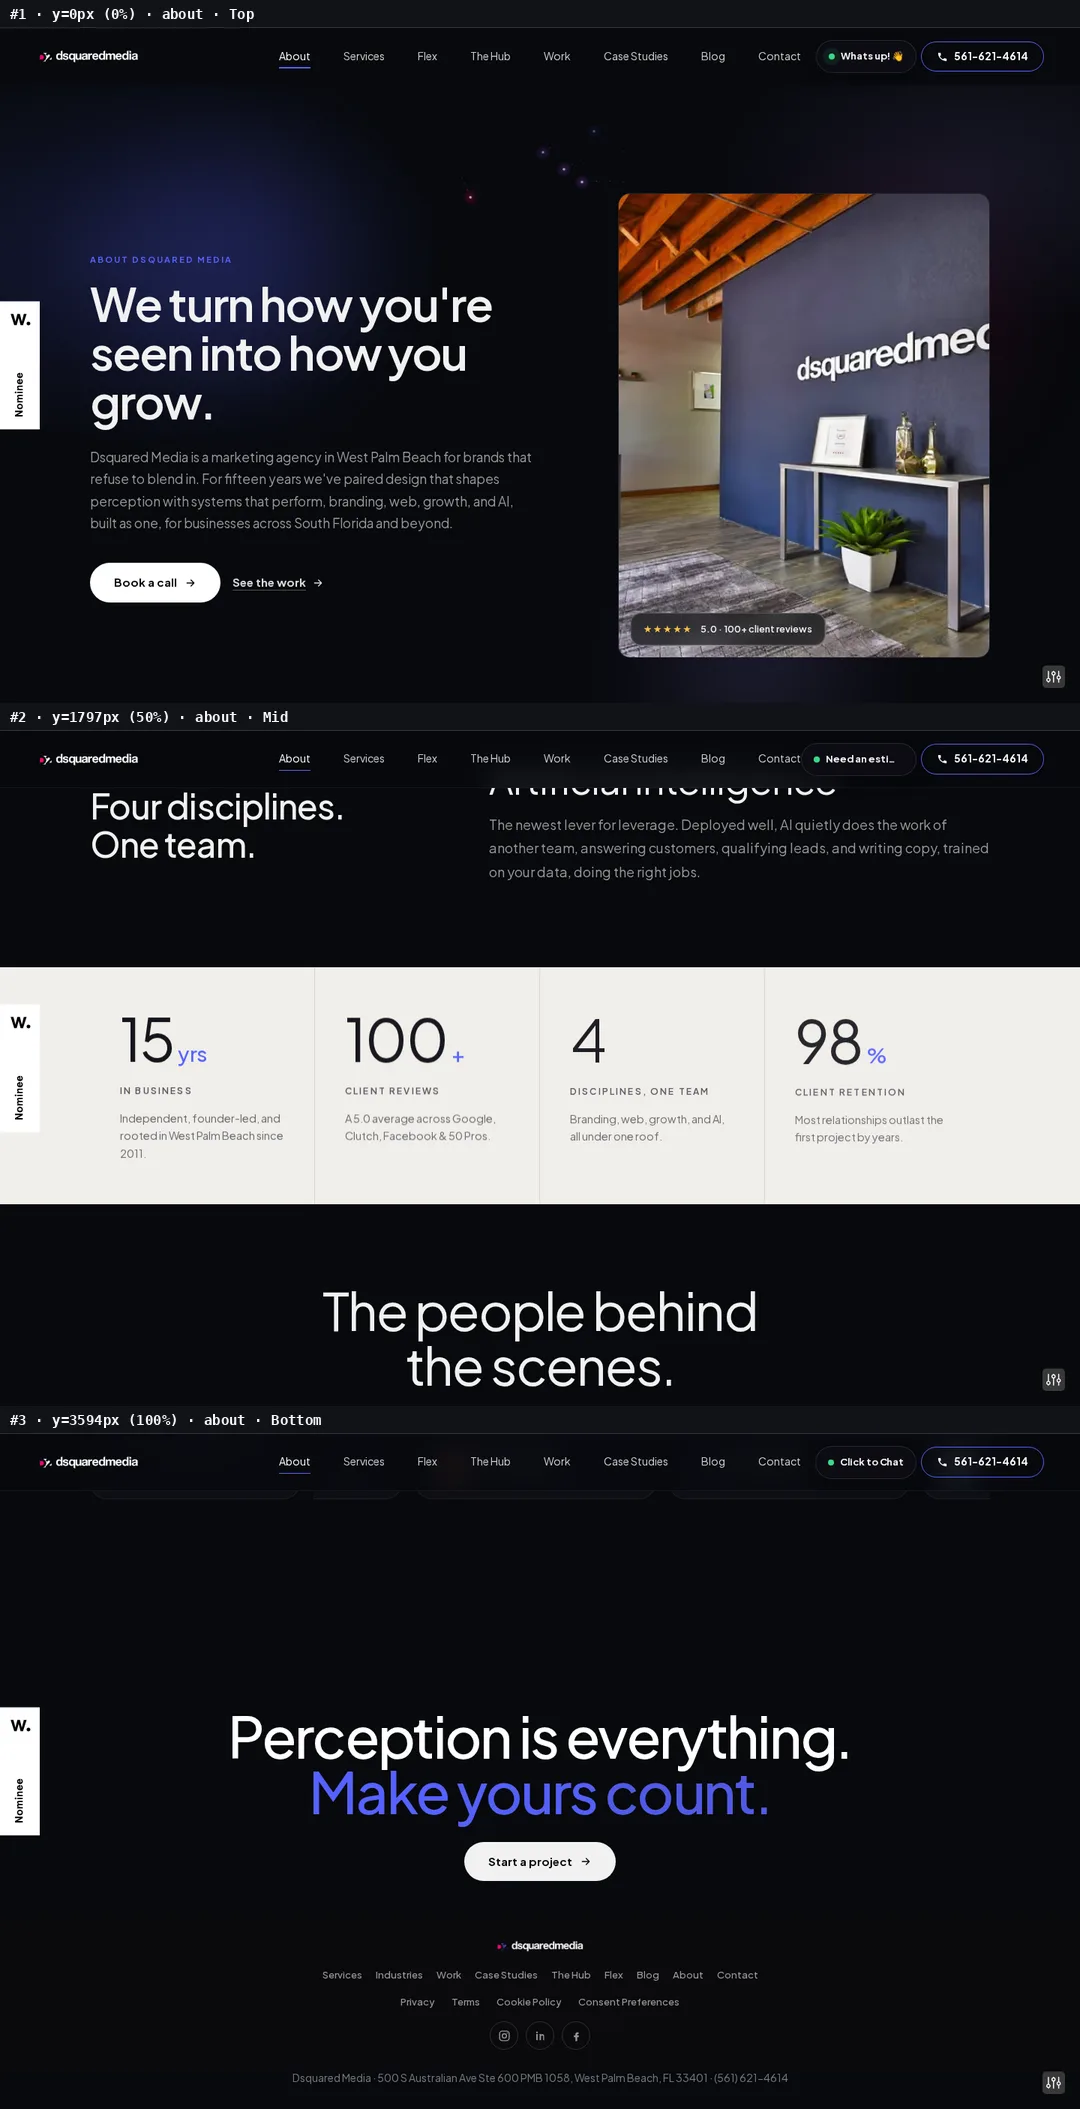 #1 · y=0px (0%) · about · Top
dsquaredmedia
About Services Flex The Hub Work Case Studies Blog Contact Whats up! 👋 561-621-4614
ABOUT DSQUARED MEDIA
We turn how you're
seen into how you
grow.
Dsquared Media is a marketing agency in West Palm Beach for brands that
refuse to blend in. For fifteen years we've paired design that shapes
perception with systems that perform, branding, web, growth, and AI,
built as one, for businesses across South Florida and beyond.
Book a call →
See the work →
dsquaredmed
★★★★★ 5.0 · 100+ client reviews
W.
Nominee
#2 · y=1797px (50%) · about · Mid
dsquaredmedia
About Services Flex The Hub Work Case Studies Blog Contact Need an esti... 561-621-4614
Four disciplines.
One team.
Artificial Intelligence
The newest lever for leverage. Deployed well, AI quietly does the work of
another team, answering customers, qualifying leads, and writing copy, trained
on your data, doing the right jobs.
W.
Nominee
15 yrs
IN BUSINESS
Independent, founder-led, and
rooted in West Palm Beach since
2011.
100 +
CLIENT REVIEWS
A 5.0 average across Google,
Clutch, Facebook & 50 Pros.
4
DISCIPLINES, ONE TEAM
Branding, web, growth, and AI,
all under one roof.
98 %
CLIENT RETENTION
Most relationships outlast the
first project by years.
The people behind
the scenes.
#3 · y=3594px (100%) · about · Bottom
dsquaredmedia
About Services Flex The Hub Work Case Studies Blog Contact Click to Chat 561-621-4614
W.
Nominee
Perception is everything.
Make yours count.
Start a project →
dsquaredmedia
Services Industries Work Case Studies The Hub Flex Blog About Contact
Privacy Terms Cookie Policy Consent Preferences
in f
Dsquared Media · 500 S Australian Ave Ste 600 PMB 1058, West Palm Beach, FL 33401 · (561) 621-4614